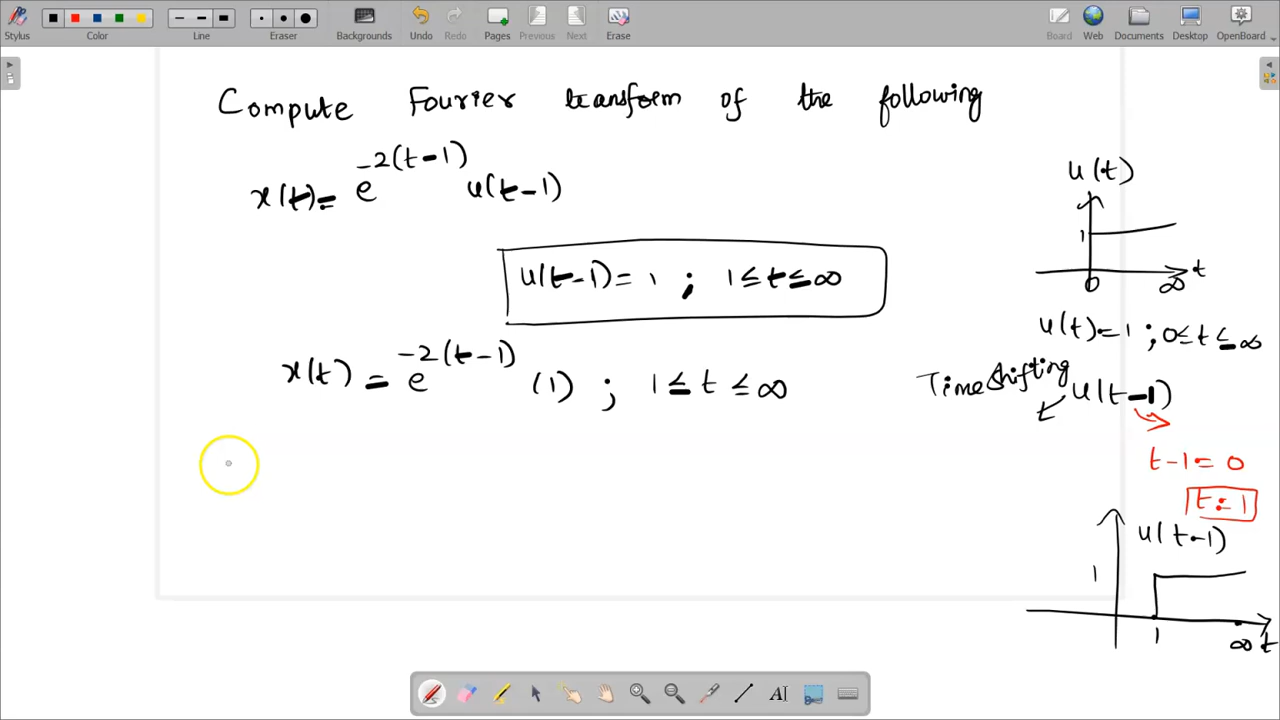 Stylus Color Line Eraser Backgrounds Undo Redo Pages Previous Next Erase Board Web Documents Desktop OpenBoard
Compute Fourier transform of the following
x(t)= e^{-2(t-1)} u(t-1)
u(t-1)= 1 ; 1≤t≤∞
x(t) = e^{-2(t-1)} (1) ; 1≤ t ≤∞
u(t)
1
0
∞
t
u(t)=1 ; 0≤t≤∞
Time shifting u(t-1)
t
t-1=0
t=1
u(t-1)
1
1
∞ t
AI